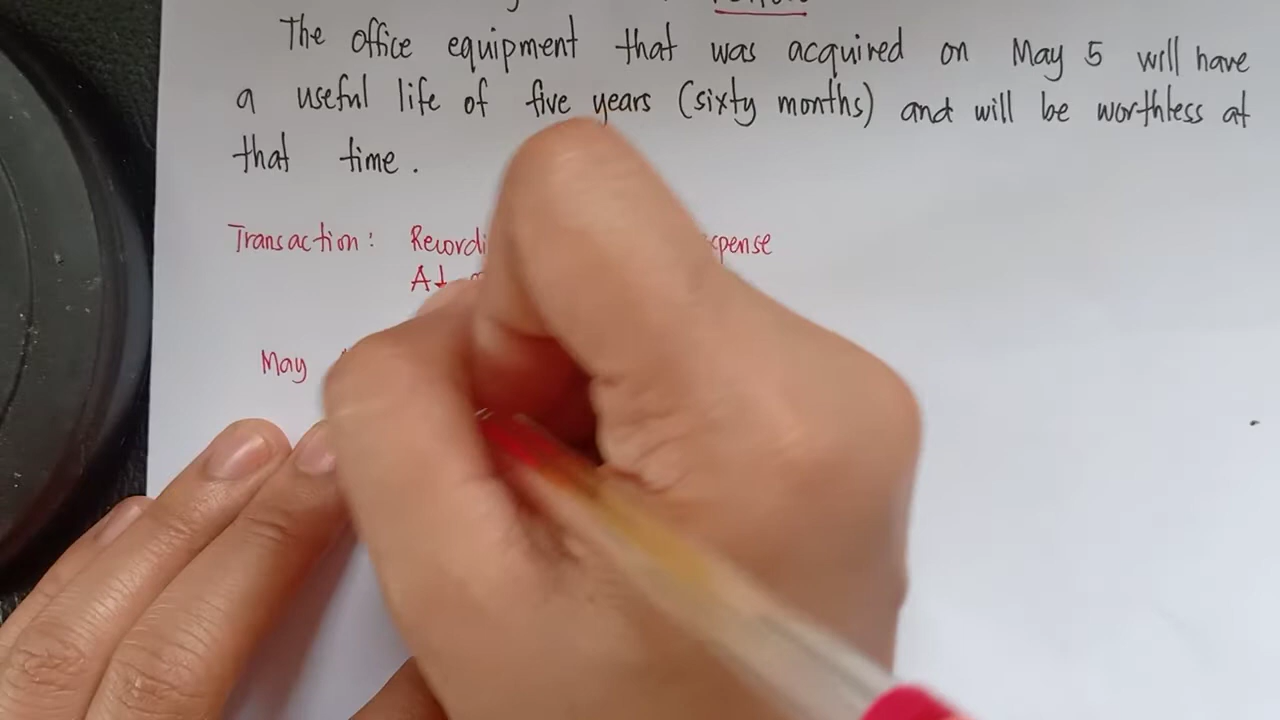 The office equipment that was acquired on May 5 will have
a useful life of five years (sixty months) and will be worthless at
that time.
Transaction:
A↓
May